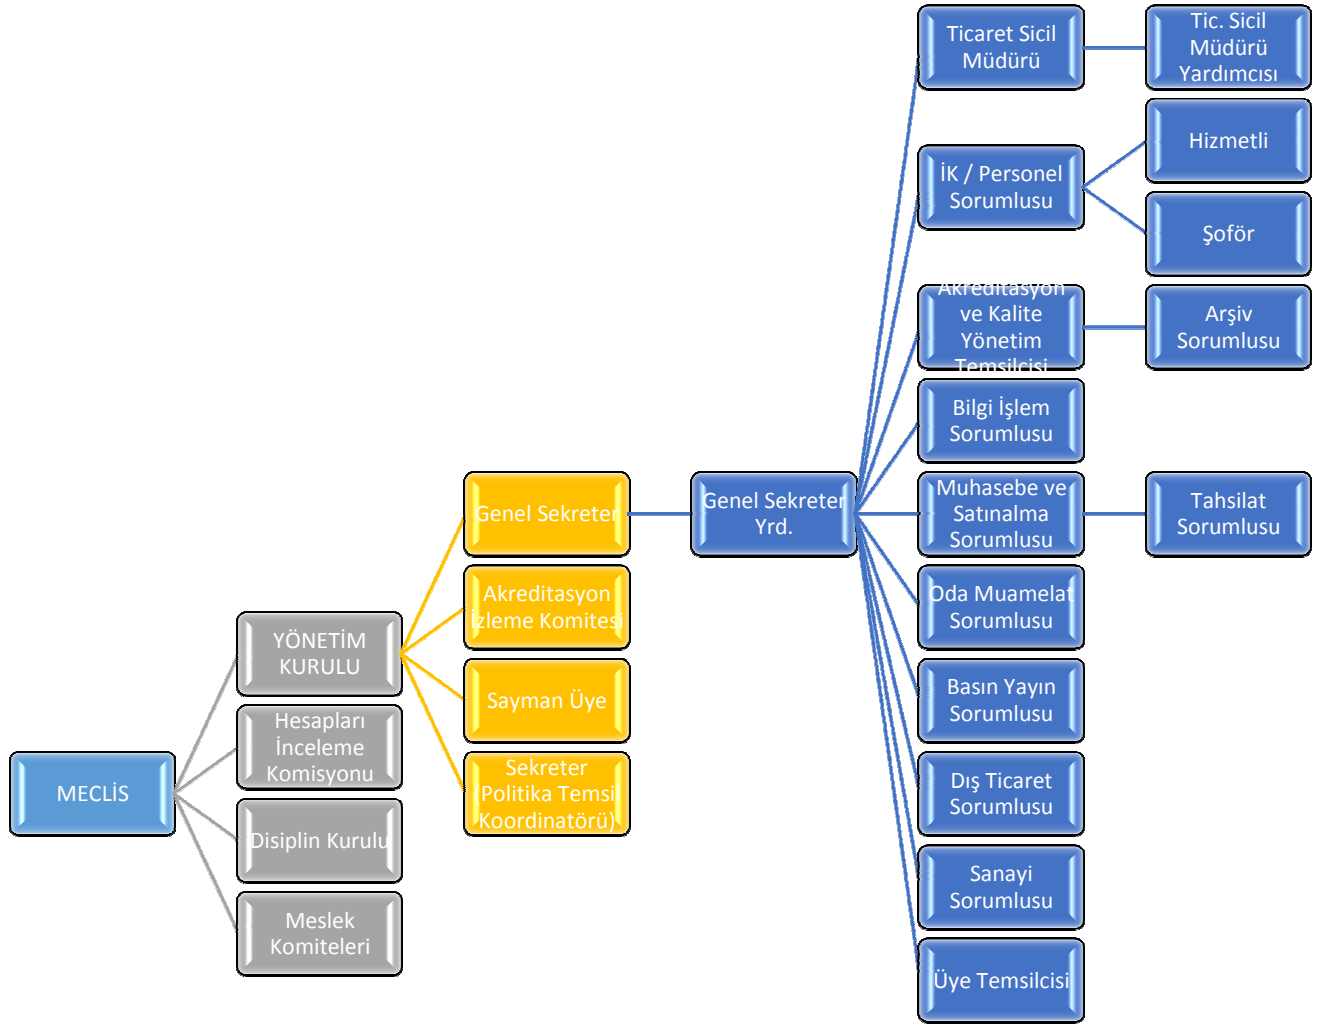 MECLİS
YÖNETİM
KURULU
Hesapları
İnceleme
Komisyonu
Disiplin Kurulu
Meslek
Komiteleri
Genel Sekreter
Akreditasyon
İzleme Komitesi
Sayman Üye
Sekreter
(Politika Temsil
Koordinatörü)
Genel Sekreter
Yrd.
Ticaret Sicil
Müdürü
Tic. Sicil
Müdürü
Yardımcısı
İK / Personel
Sorumlusu
Hizmetli
Şoför
Akreditasyon
ve Kalite
Yönetim
Temsilcisi
Arşiv
Sorumlusu
Bilgi İşlem
Sorumlusu
Muhasebe ve
Satınalma
Sorumlusu
Tahsilat
Sorumlusu
Oda Muamelat
Sorumlusu
Basın Yayın
Sorumlusu
Dış Ticaret
Sorumlusu
Sanayi
Sorumlusu
Üye Temsilcisi